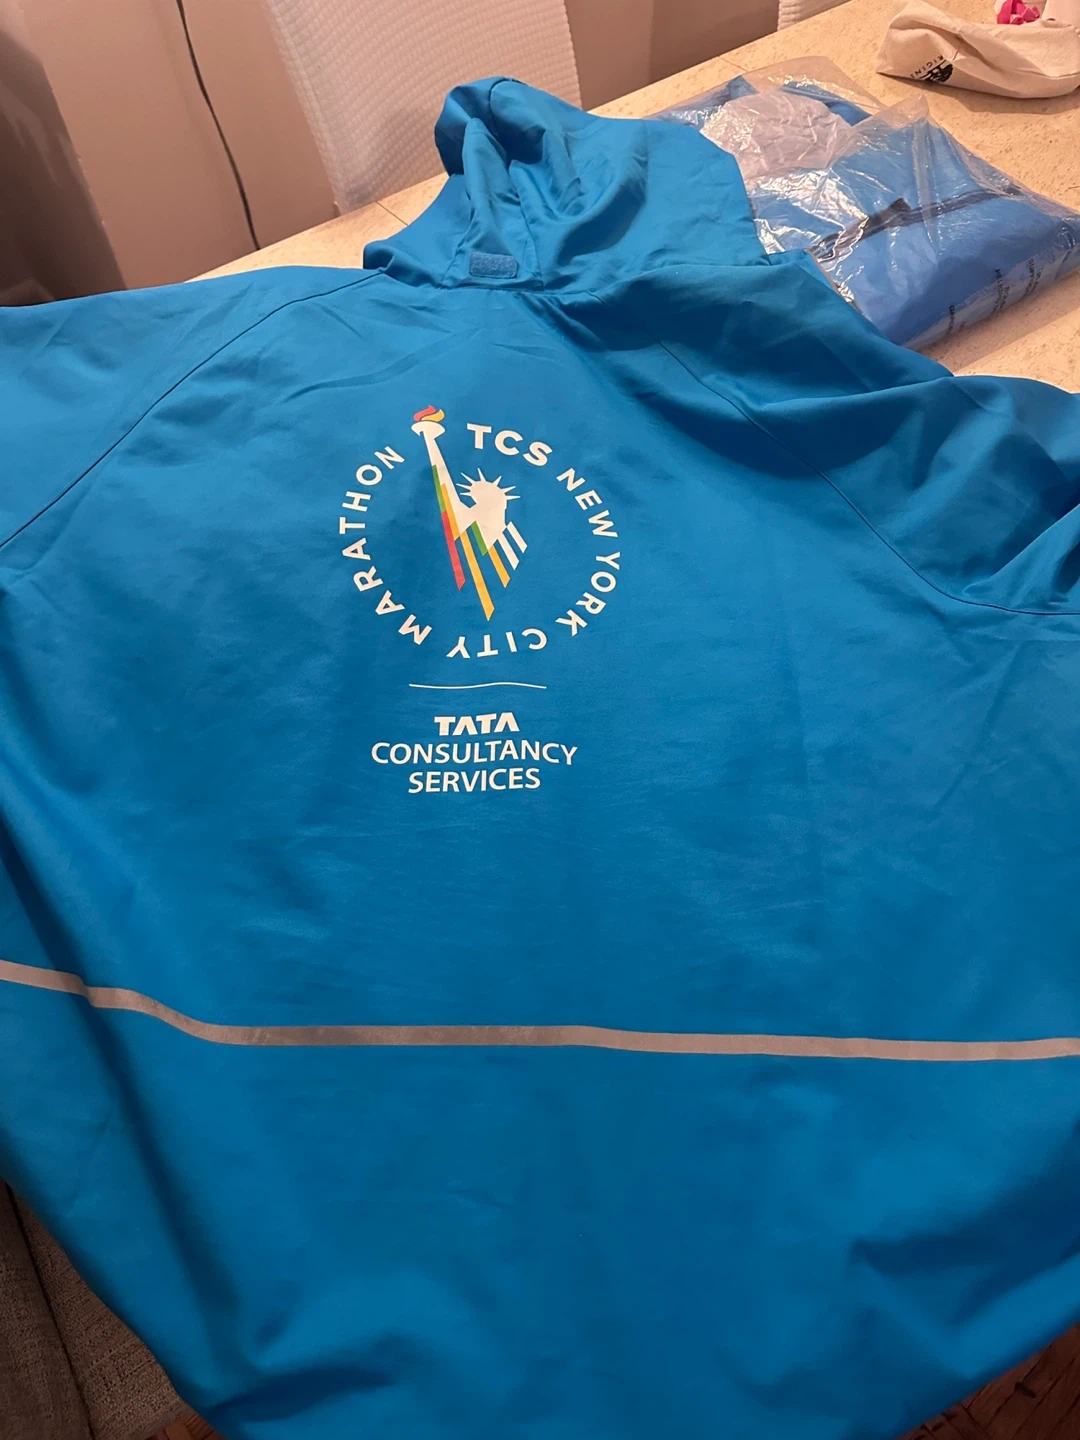 TCS NEW YORK CITY MARATHON
TATA
CONSULTANCY
SERVICES